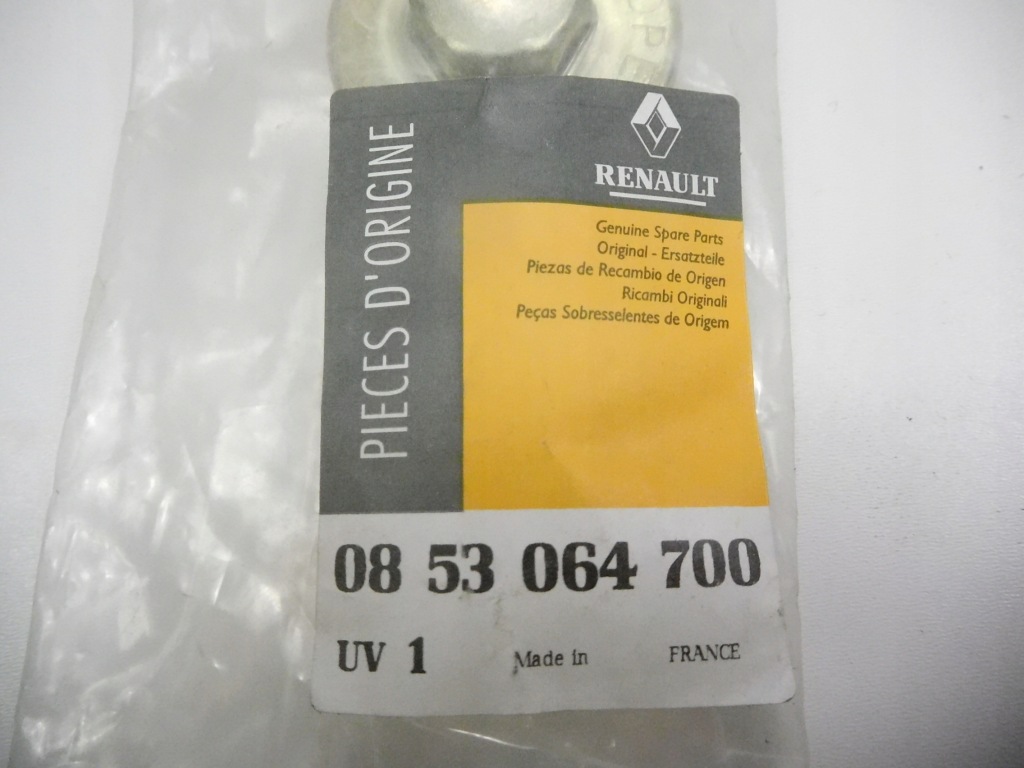 PIECES D'ORIGINE
RENAULT
Genuine Spare Parts
Original - Ersatzteile
Piezas de Recambio de Origen
Ricambi Originali
Peças Sobresselentes de Origem
08 53 064 700
UV 1 Made in FRANCE